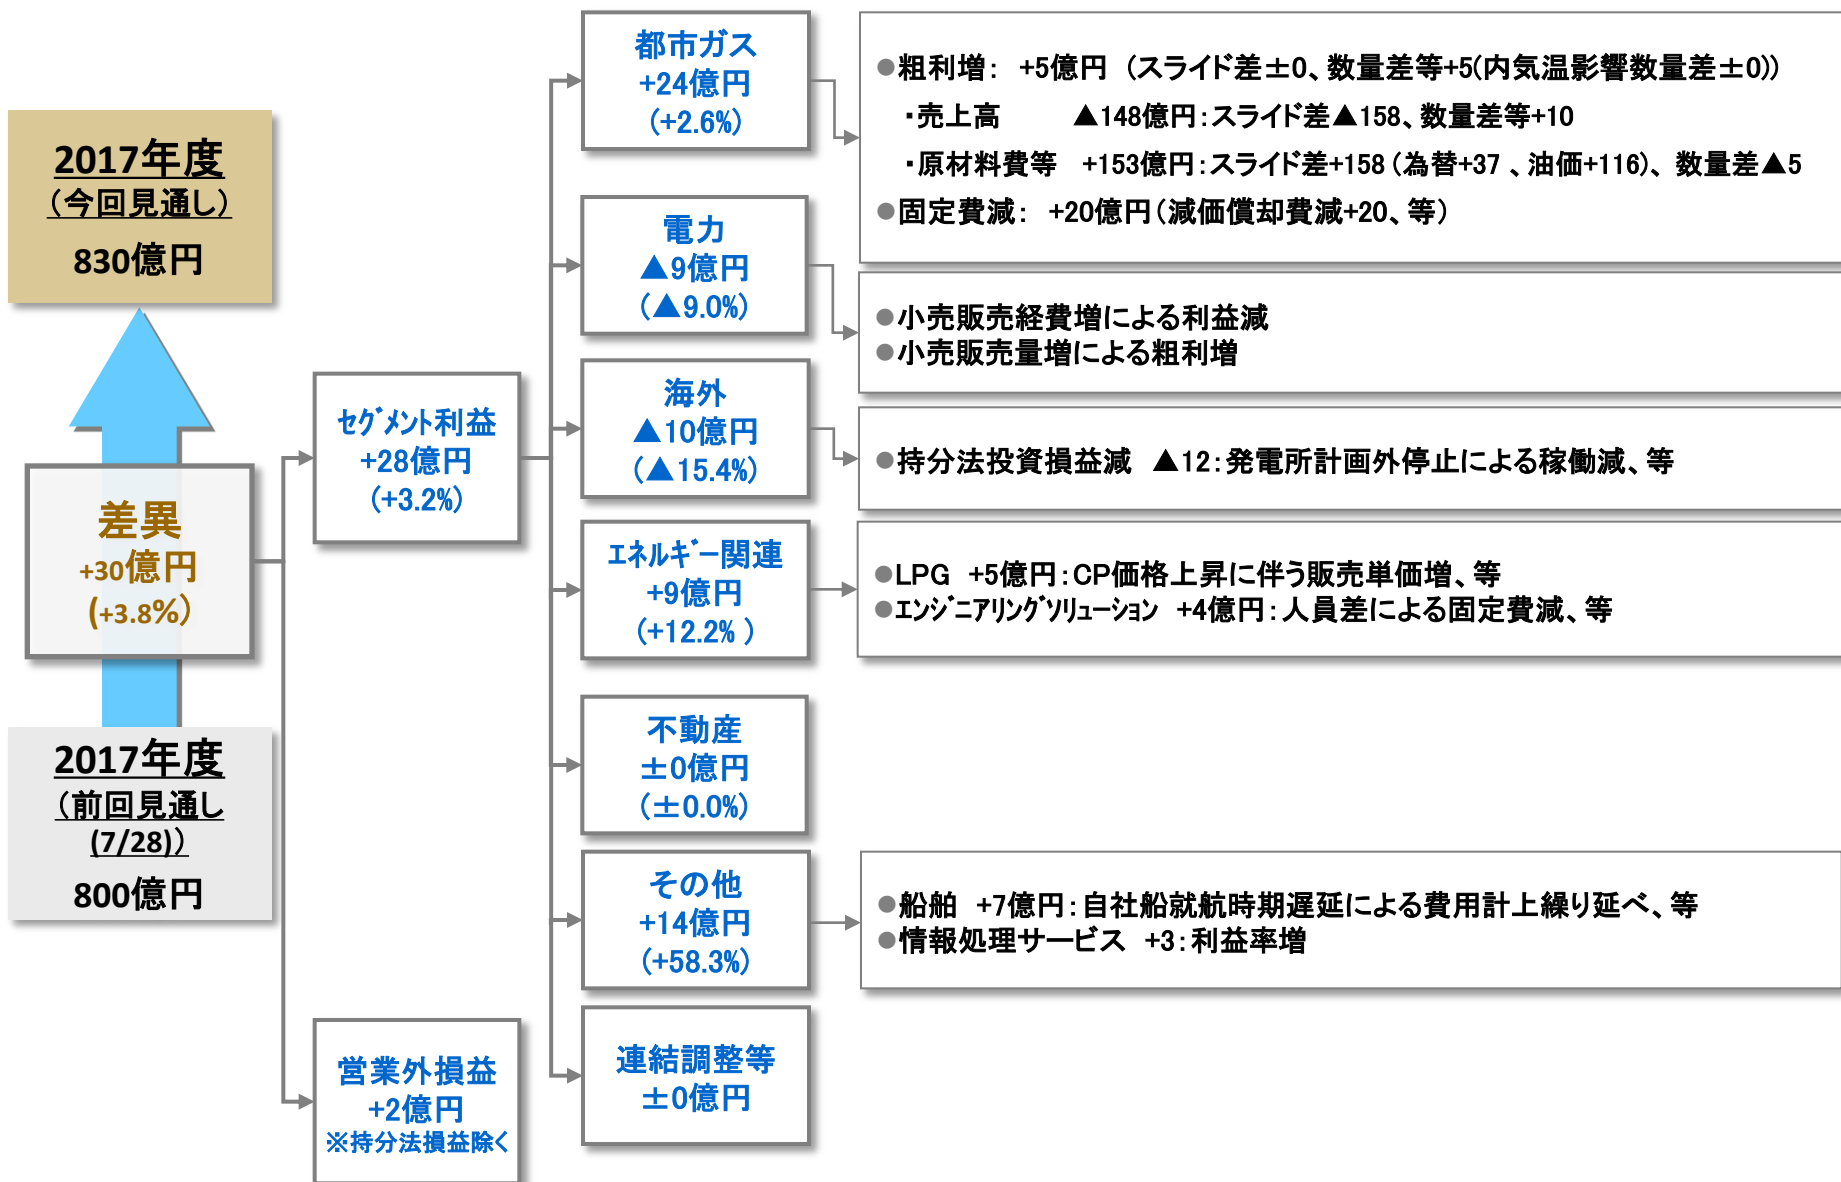 2017年度
（今回見通し）
830億円
差異
+30億円
(+3.8%）
2017年度
（前回見通し
(7/28)）
800億円
ｾｸﾞﾒﾝﾄ利益
+28億円
(+3.2%)
営業外損益
+2億円
※持分法損益除く
都市ガス
+24億円
(+2.6%)
電力
▲9億円
(▲9.0%)
海外
▲10億円
(▲15.4%)
ｴﾈﾙｷﾞｰ関連
+9億円
(+12.2% )
不動産
±0億円
(±0.0%)
その他
+14億円
(+58.3%)
連結調整等
±0億円
●粗利増： +5億円 （スライド差±0、数量差等+5(内気温影響数量差±0)）
・売上高 ▲148億円：スライド差▲158、数量差等+10
・原材料費等 +153億円：スライド差+158（為替+37 、油価+116)、 数量差▲5
●固定費減： +20億円（減価償却費減+20、等）
●小売販売経費増による利益減
●小売販売量増による粗利増
●持分法投資損益減 ▲12：発電所計画外停止による稼働減、等
●LPG +5億円：CP価格上昇に伴う販売単価増、等
●ｴﾝｼﾞﾆｱﾘﾝｸﾞｿﾘｭｰｼｮﾝ +4億円：人員差による固定費減、等
●船舶 +7億円：自社船就航時期遅延による費用計上繰り延べ、等
●情報処理サービス +3：利益率増